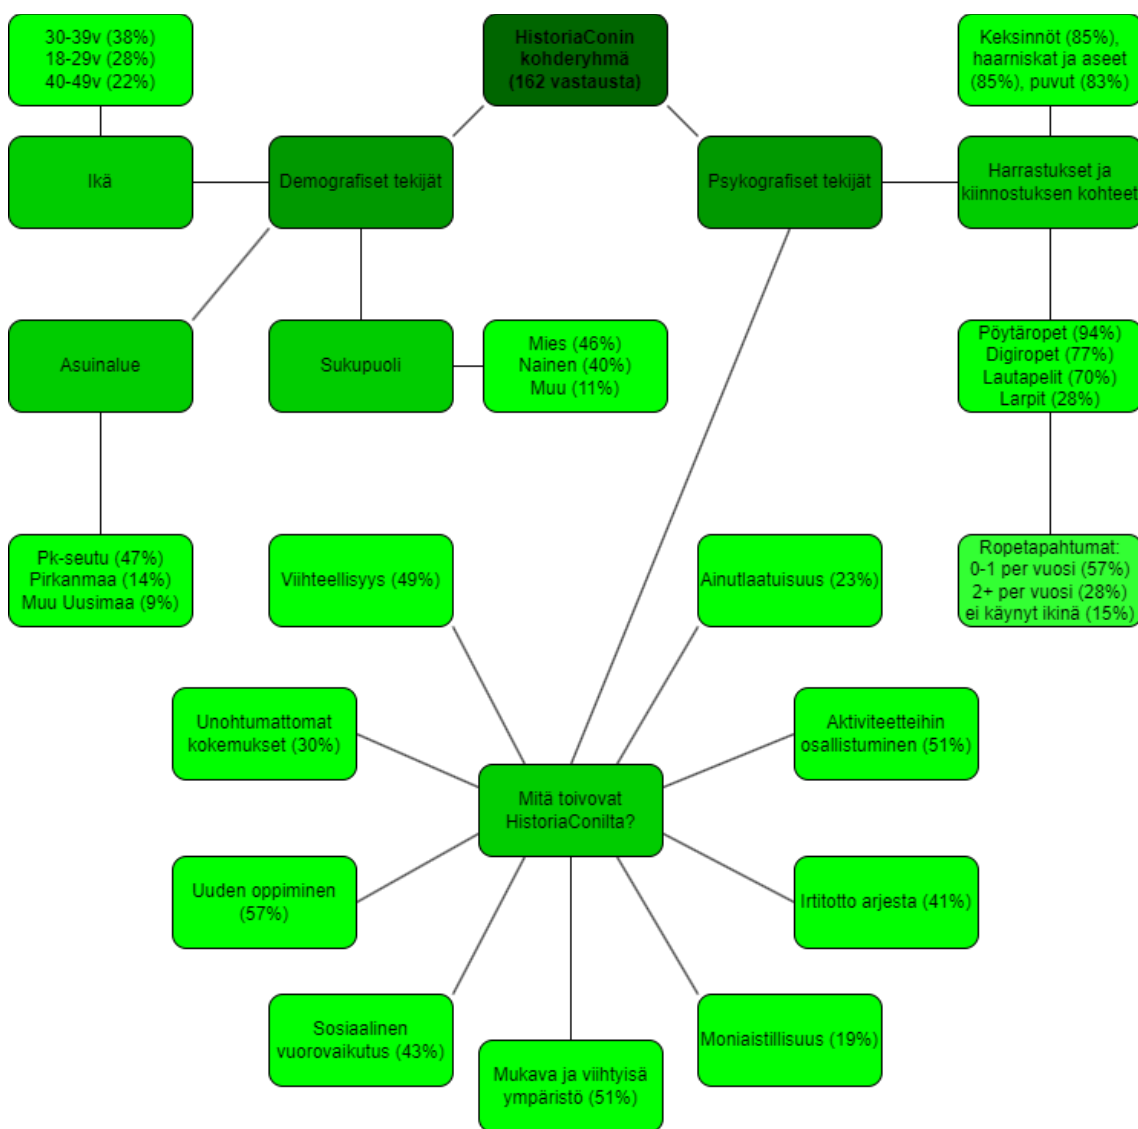 30-39v (38%)
18-29v (28%)
40-49v (22%)
HistoriaConin
kohderyhmä
(162 vastausta)
Keksinnöt (85%),
haarniskat ja aseet
(85%), puvut (83%)
Ikä
Demografiset tekijät
Psykografiset tekijät
Harrastukset ja
kiinnostuksen kohteet
Asuinalue
Sukupuoli
Mies (46%)
Nainen (40%)
Muu (11%)
Pöytäropet (94%)
Digiropet (77%)
Lautapelit (70%)
Larpit (28%)
Pk-seutu (47%)
Pirkanmaa (14%)
Muu Uusimaa (9%)
Viihteellisyys (49%)
Ainutlaatuisuus (23%)
Ropetapahtumat:
0-1 per vuosi (57%)
2+ per vuosi (28%)
ei käynyt ikinä (15%)
Unohtumattomat
kokemukset (30%)
Aktiviteetteihin
osallistuminen (51%)
Mitä toivovat
HistoriaConilta?
Uuden oppiminen
(57%)
Irtitotto arjesta (41%)
Sosiaalinen
vuorovaikutus (43%)
Moniaistillisuus (19%)
Mukava ja viihtyisä
ympäristö (51%)